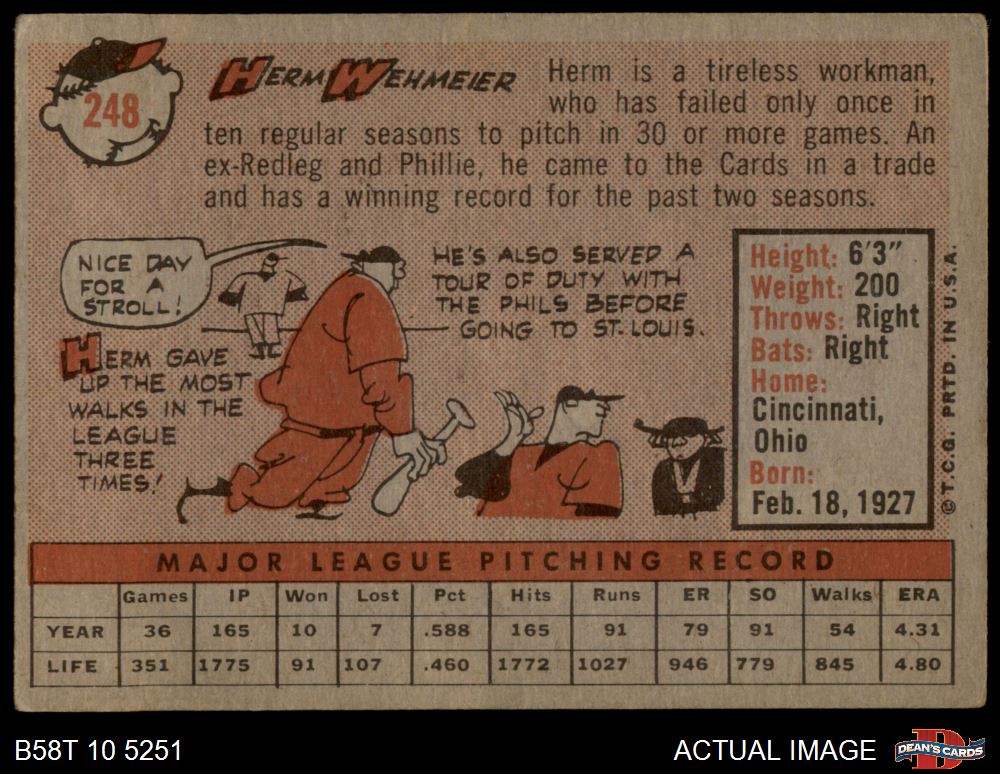 248
HERM WEHMEIER
Herm is a tireless workman,
who has failed only once in
ten regular seasons to pitch in 30 or more games. An
ex-Redleg and Phillie, he came to the Cards in a trade
and has a winning record for the past two seasons.
NICE DAY
FOR A
STROLL!
HERM GAVE
UP THE MOST
WALKS IN THE
LEAGUE
THREE
TIMES!
HE'S ALSO SERVED A
TOUR OF DUTY WITH
THE PHILS BEFORE
GOING TO ST. LOUIS.
Height: 6'3"
Weight: 200
Throws: Right
Bats: Right
Home:
Cincinnati,
Ohio
Born:
Feb. 18, 1927
© T.C.G. PRTD. IN U.S.A.
MAJOR LEAGUE PITCHING RECORD
Games IP Won Lost Pct Hits Runs ER SO Walks ERA
YEAR 36 165 10 7 .588 165 91 79 91 54 4.31
LIFE 351 1775 91 107 .460 1772 1027 946 779 845 4.80
B58T 10 5251
ACTUAL IMAGE
D
DEAN'S CARDS